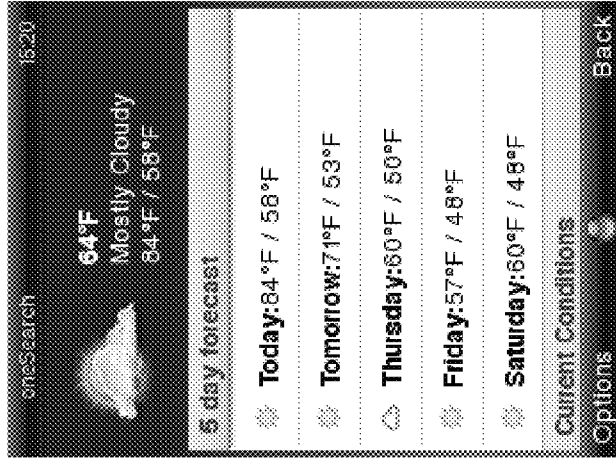 oneSearch 15:20
64°F
Mostly Cloudy
84°F / 58°F
5 day forecast
Today:84°F / 58°F
Tomorrow:71°F / 53°F
Thursday:60°F / 50°F
Friday:57°F / 48°F
Saturday:60°F / 48°F
Current Conditions
Options Back